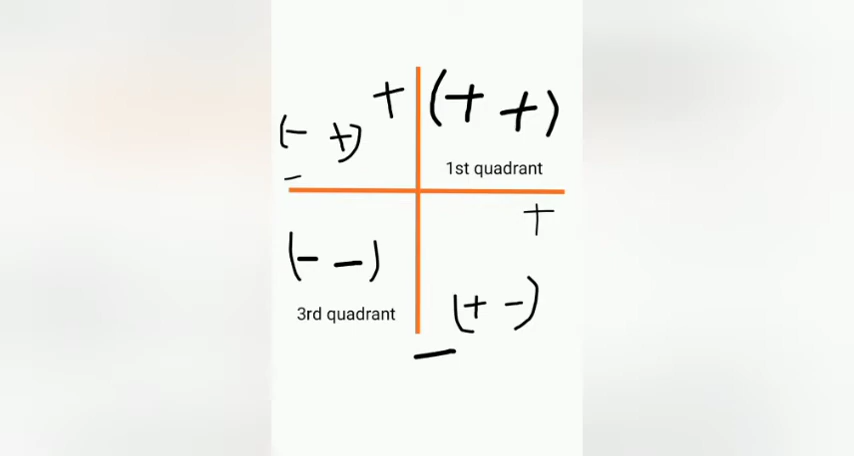 + (+ +)
(- +)
1st quadrant
-
+
(- -)
(+ -)
3rd quadrant
-